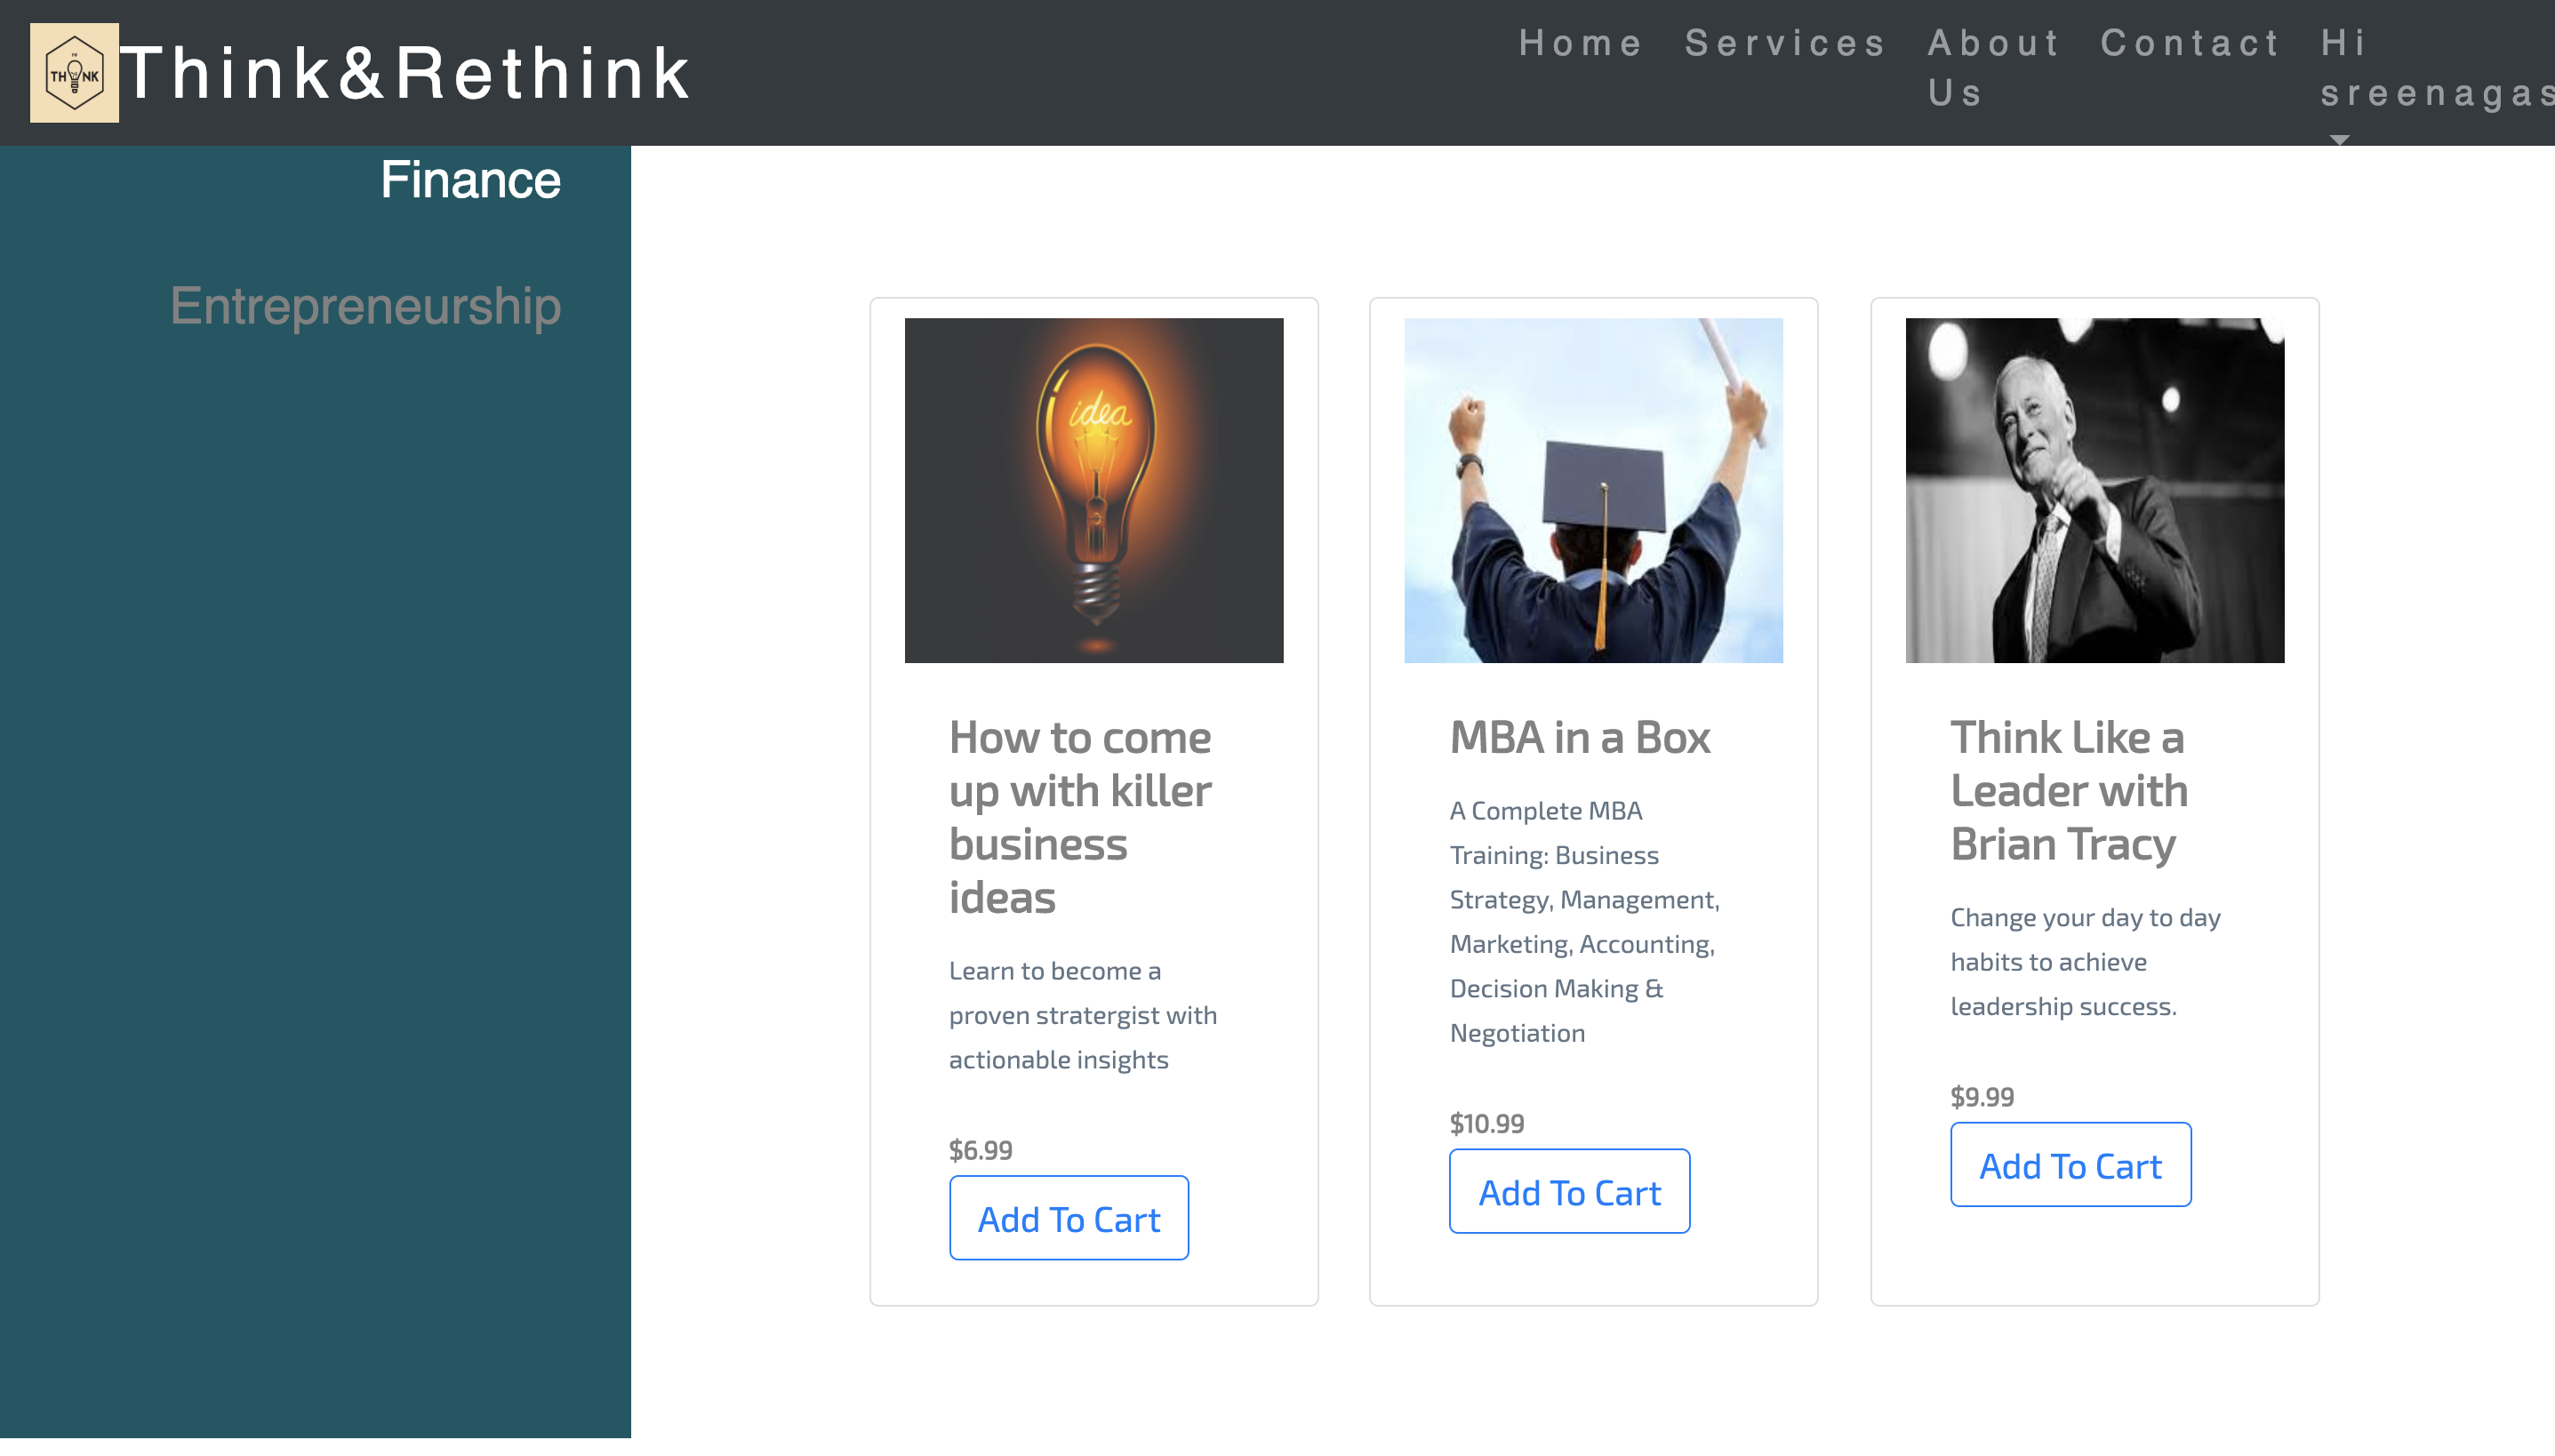 TH NK
Think&Rethink
Home Services About Us Contact Hi
sreenagas
Finance
Entrepreneurship
idea
How to come
up with killer
business
ideas
Learn to become a
proven stratergist with
actionable insights
$6.99
Add To Cart
MBA in a Box
A Complete MBA
Training: Business
Strategy, Management,
Marketing, Accounting,
Decision Making &
Negotiation
$10.99
Add To Cart
Think Like a
Leader with
Brian Tracy
Change your day to day
habits to achieve
leadership success.
$9.99
Add To Cart